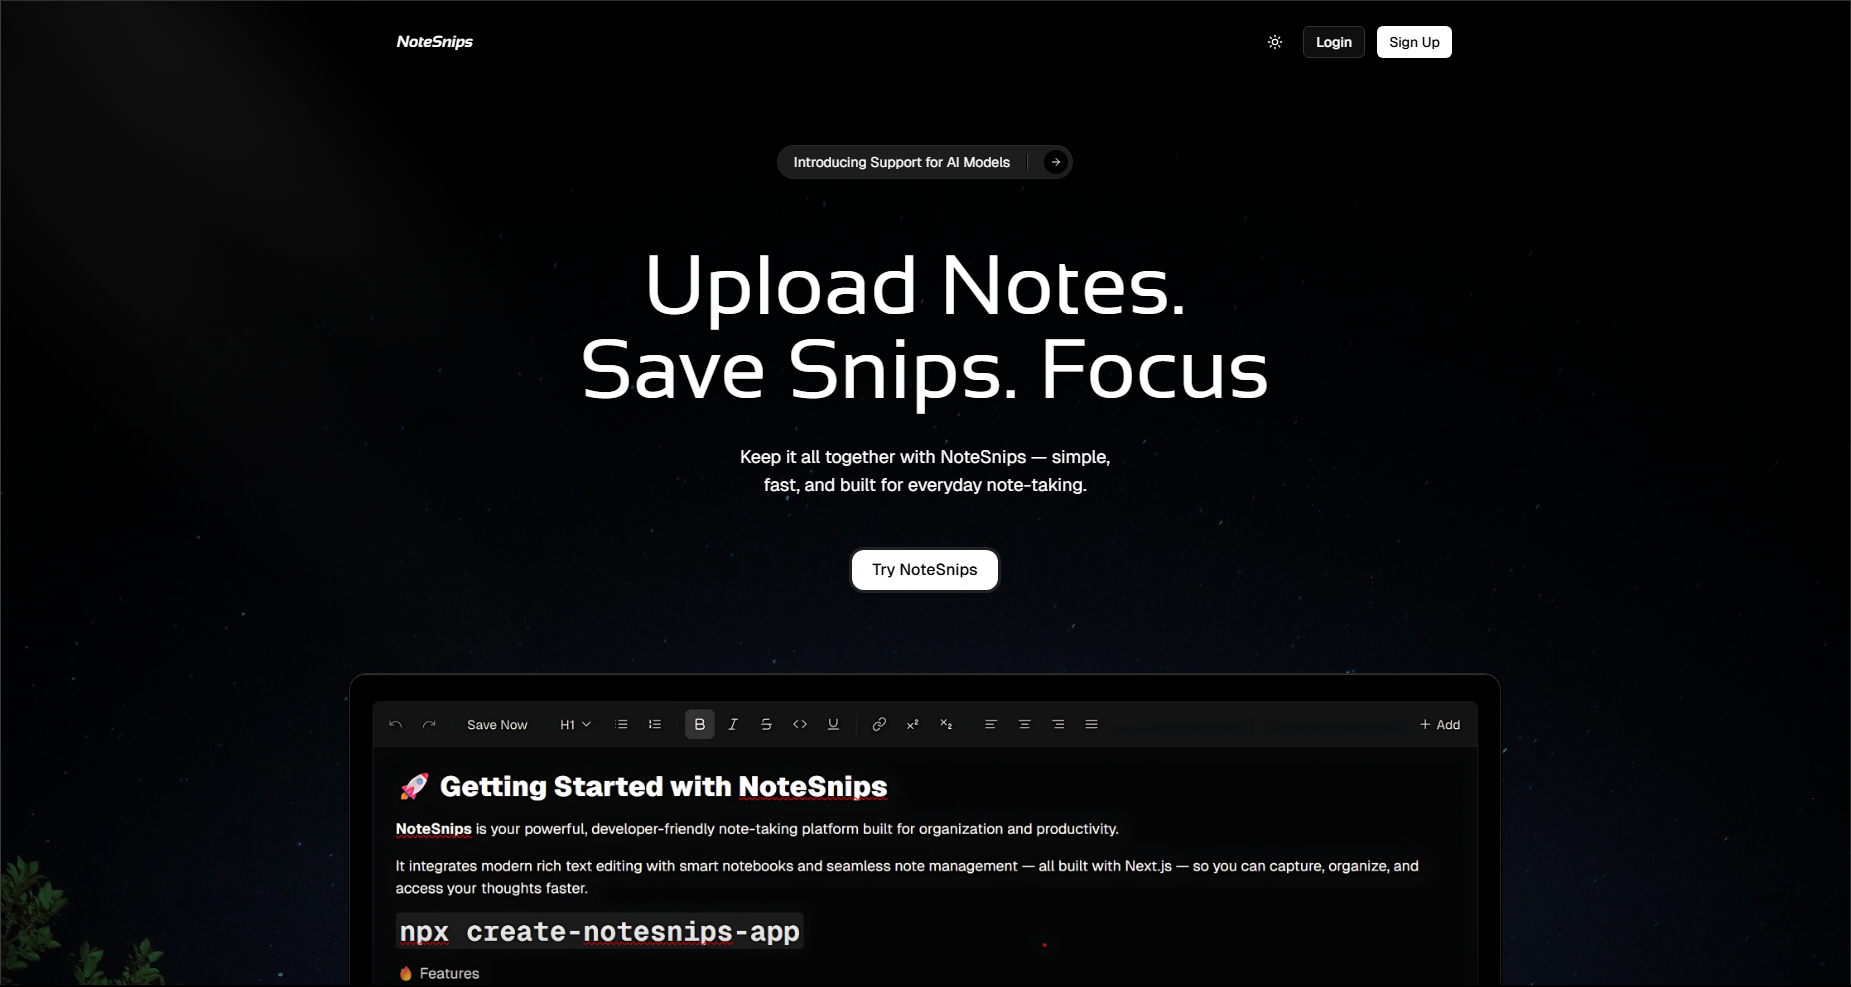 NoteSnips
Login
Sign Up
Introducing Support for AI Models
Upload Notes.
Save Snips. Focus
Keep it all together with NoteSnips — simple,
fast, and built for everyday note-taking.
Try NoteSnips
Save Now
H1
B
I
S
U
x²
x₂
Add
🚀 Getting Started with NoteSnips
NoteSnips is your powerful, developer-friendly note-taking platform built for organization and productivity.
It integrates modern rich text editing with smart notebooks and seamless note management — all built with Next.js — so you can capture, organize, and
access your thoughts faster.
npx create-notesnips-app
🔥 Features